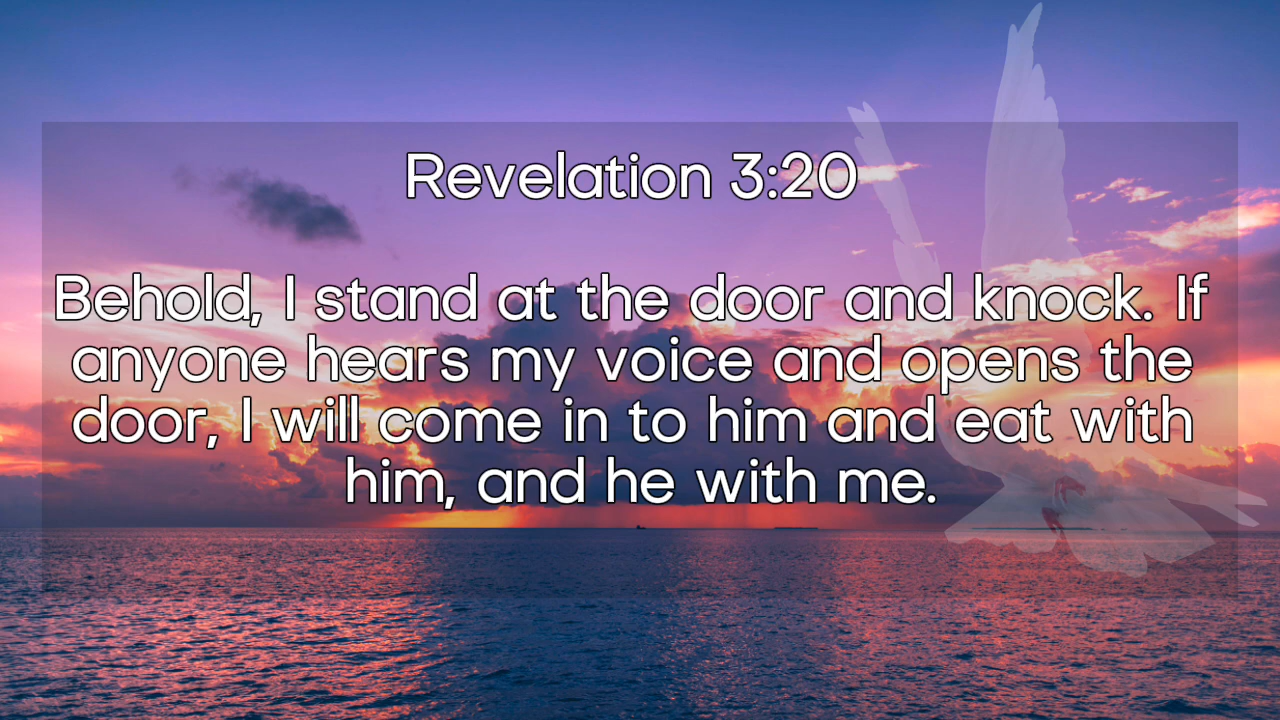 Revelation 3:20
Behold, I stand at the door and knock. If
anyone hears my voice and opens the
door, I will come in to him and eat with
him, and he with me.